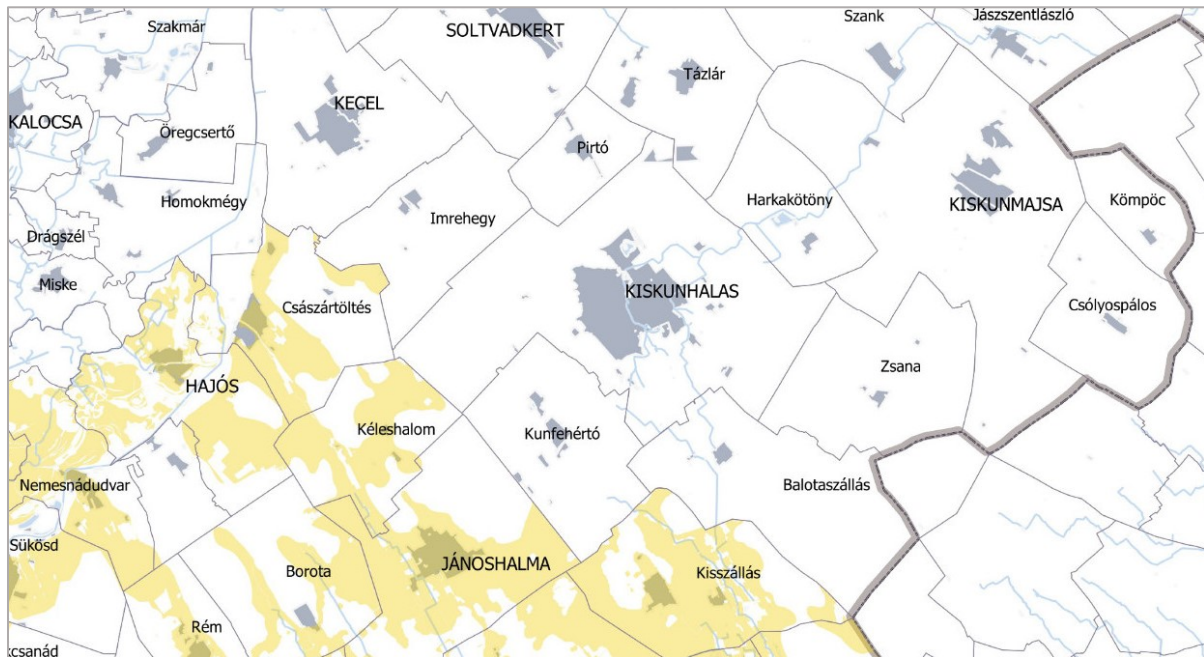 Szakmár
SOLTVADKERT
Szank
Jászszentlászló
Tázlár
KECEL
KALOCSA
Öregcsertő
Pirtó
Homokmégy
Imrehegy
Harkakötöny
KISKUNMAJSA
Kömpöc
Drágszél
Miske
Császártöltés
KISKUNHALAS
Csólyospálos
Zsana
HAJÓS
Kéleshalom
Kunfehértó
Nemesnádudvar
Balotaszállás
Sükösd
Borota
JÁNOSHALMA
Kisszállás
Rém
kcsanád